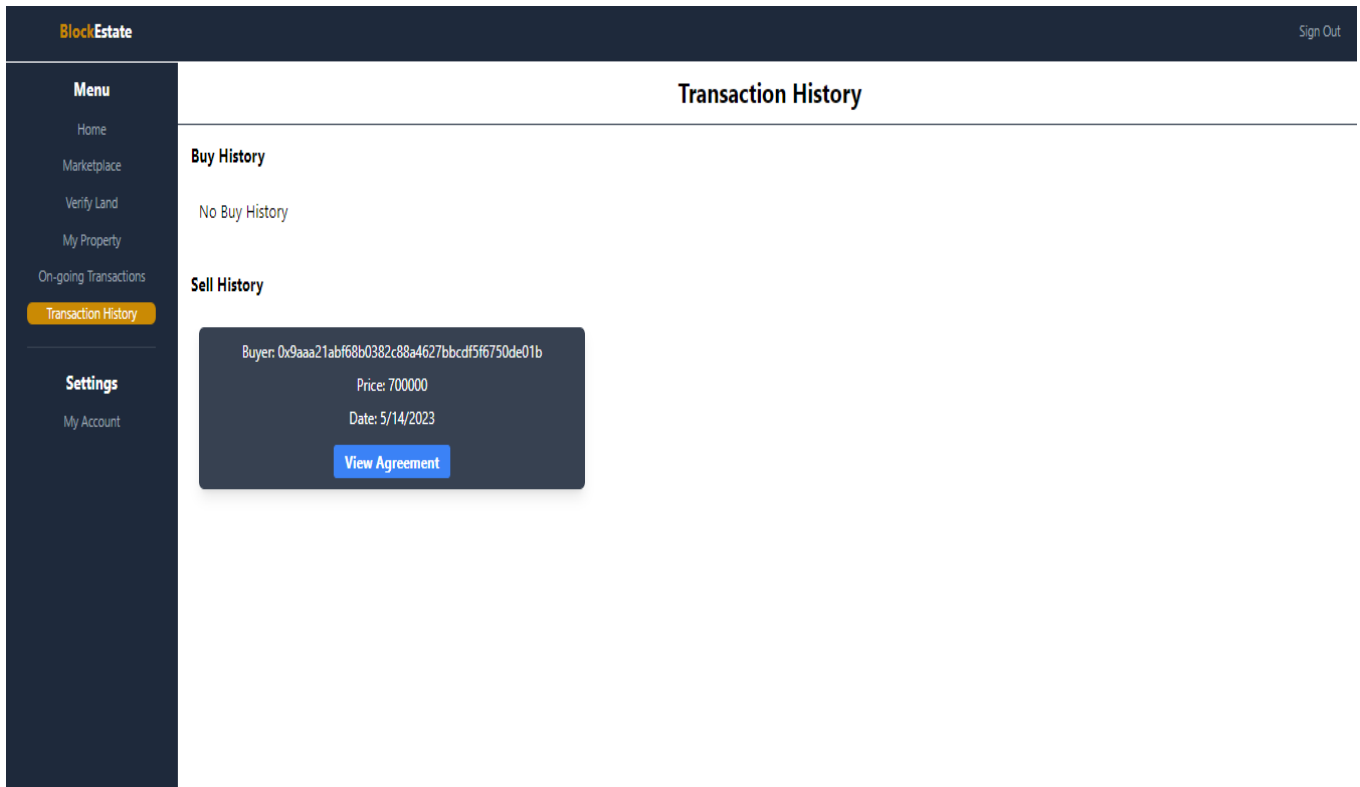 BlockEstate
Sign Out
Menu
Home
Marketplace
Verify Land
My Property
On-going Transactions
Transaction History
Settings
My Account
Transaction History
Buy History
No Buy History
Sell History
Buyer: 0x9aaa21abf68b0382c88a4627bbcdf5f6750de01b
Price: 700000
Date: 5/14/2023
View Agreement